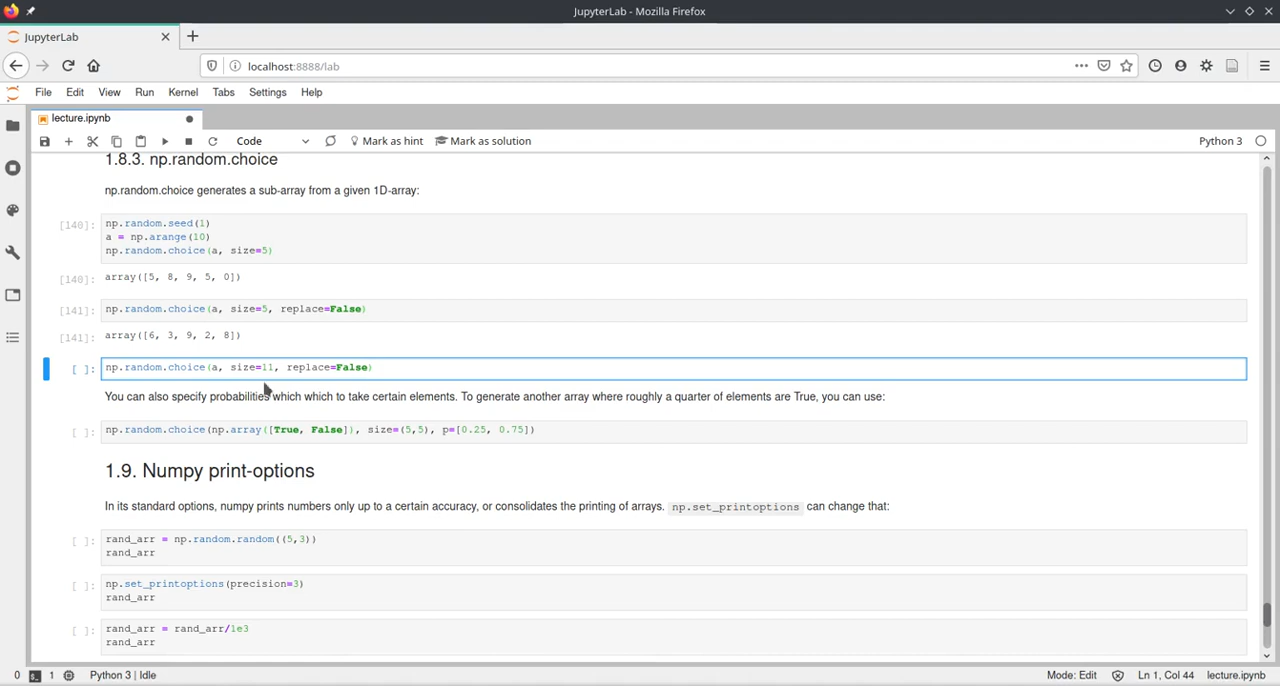 JupyterLab - Mozilla Firefox
JupyterLab
localhost:8888/lab
File Edit View Run Kernel Tabs Settings Help
lecture.ipynb
Code Mark as hint Mark as solution Python 3
1.8.3. np.random.choice
np.random.choice generates a sub-array from a given 1D-array:
[140]: np.random.seed(1)
a = np.arange(10)
np.random.choice(a, size=5)
[140]: array([5, 8, 9, 5, 0])
[141]: np.random.choice(a, size=5, replace=False)
[141]: array([6, 3, 9, 2, 8])
[ ]: np.random.choice(a, size=11, replace=False)
You can also specify probabilities which which to take certain elements. To generate another array where roughly a quarter of elements are True, you can use:
[ ]: np.random.choice(np.array([True, False]), size=(5,5), p=[0.25, 0.75])
1.9. Numpy print-options
In its standard options, numpy prints numbers only up to a certain accuracy, or consolidates the printing of arrays. np.set_printoptions can change that:
[ ]: rand_arr = np.random.random((5,3))
rand_arr
[ ]: np.set_printoptions(precision=3)
rand_arr
[ ]: rand_arr = rand_arr/1e3
rand_arr
0 1 Python 3 | Idle Mode: Edit Ln 1, Col 44 lecture.ipynb